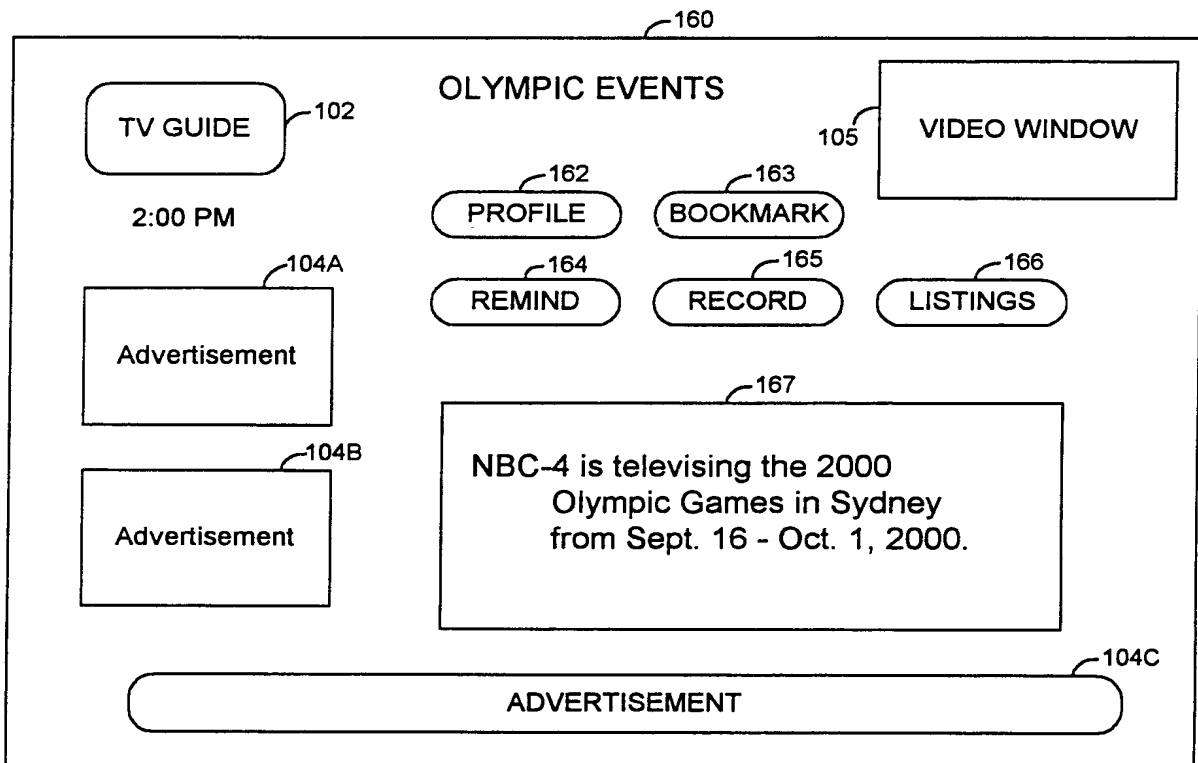 160
OLYMPIC EVENTS
TV GUIDE
102
105
VIDEO WINDOW
162
163
PROFILE
BOOKMARK
2:00 PM
164
165
166
REMIND
RECORD
LISTINGS
104A
Advertisement
167
NBC-4 is televising the 2000
Olympic Games in Sydney
from Sept. 16 - Oct. 1, 2000.
104B
Advertisement
104C
ADVERTISEMENT